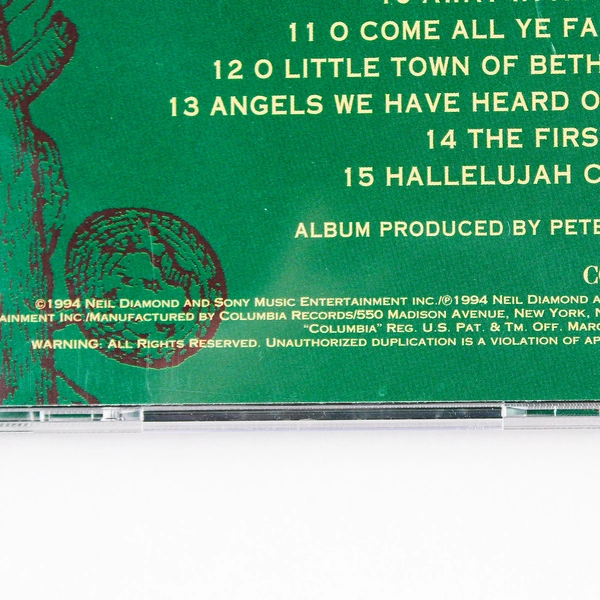 11 O COME ALL YE FA
12 O LITTLE TOWN OF BETH
13 ANGELS WE HAVE HEARD O
14 THE FIRS
15 HALLELUJAH C
ALBUM PRODUCED BY PETE
©1994 NEIL DIAMOND AND SONY MUSIC ENTERTAINMENT INC./℗1994 NEIL DIAMOND A
AINMENT INC./MANUFACTURED BY COLUMBIA RECORDS/550 MADISON AVENUE, NEW YORK, N
"COLUMBIA" REG. U.S. PAT. & TM. OFF. MARC
WARNING: ALL RIGHTS RESERVED. UNAUTHORIZED DUPLICATION IS A VIOLATION OF AP